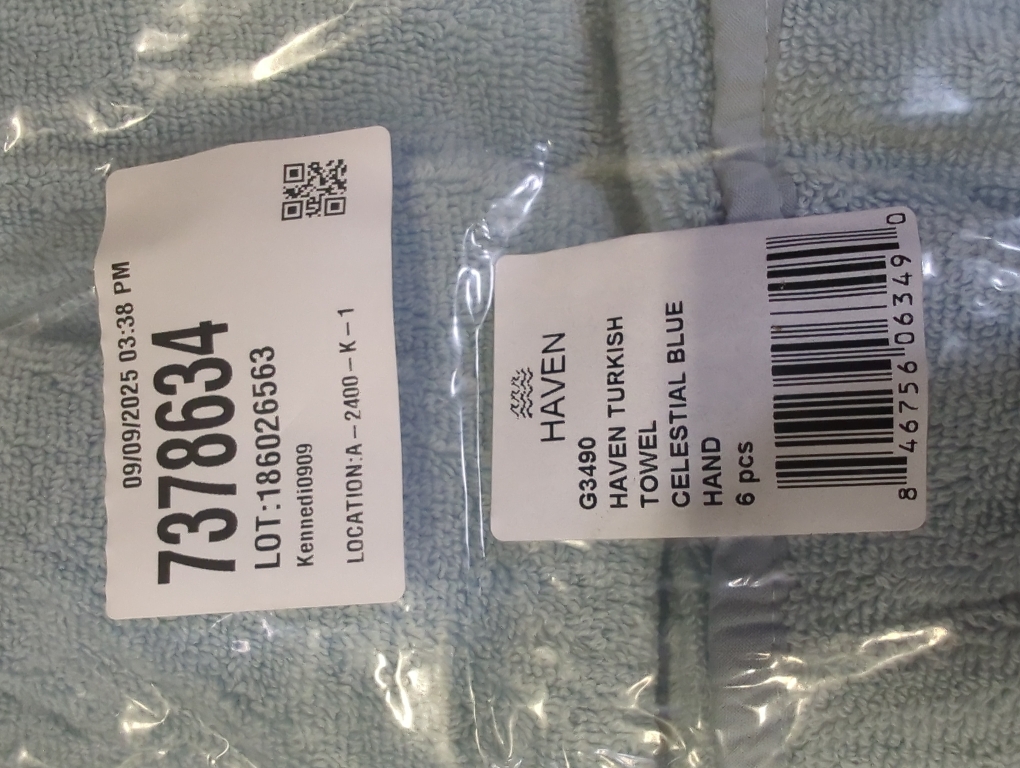 09/09/2025 03:38 PM
7378634
LOT:1860026563
Kennedi0909
LOCATION:A-2400-K-1
HAVEN
G3490
HAVEN TURKISH
TOWEL
CELESTIAL BLUE
HAND
6 pcs
8 46756 06349 0